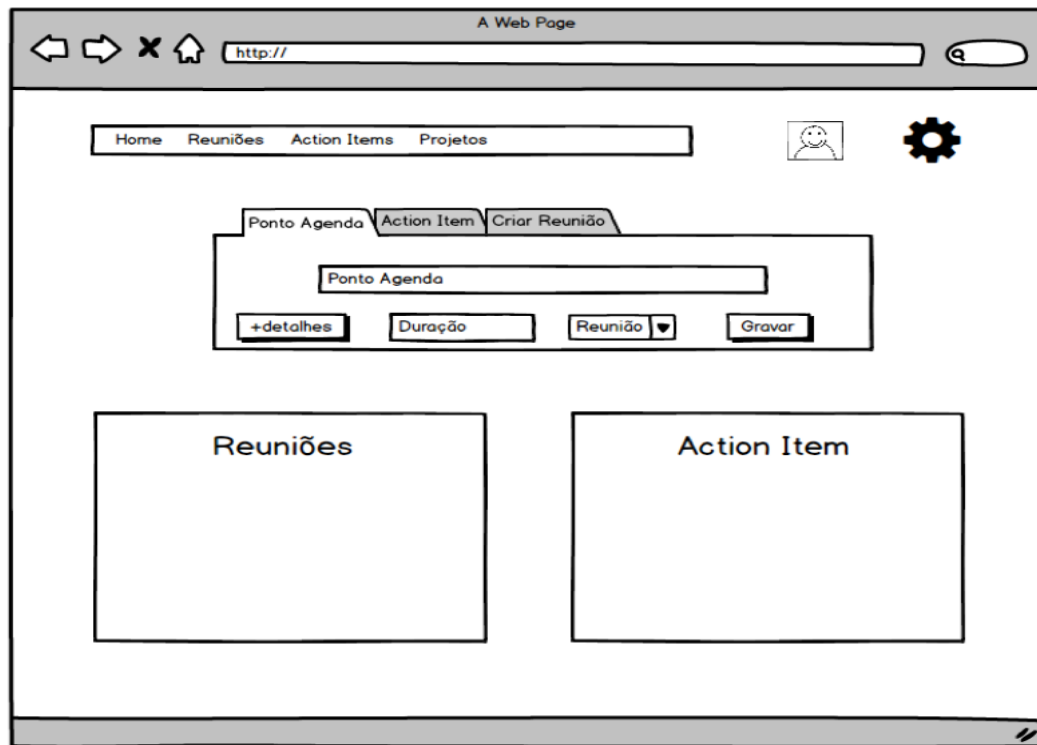 A Web Page
http://
Home Reuniões Action Items Projetos
Ponto Agenda Action Item Criar Reunião
Ponto Agenda
+detalhes Duração Reunião Gravar
Reuniões Action Item